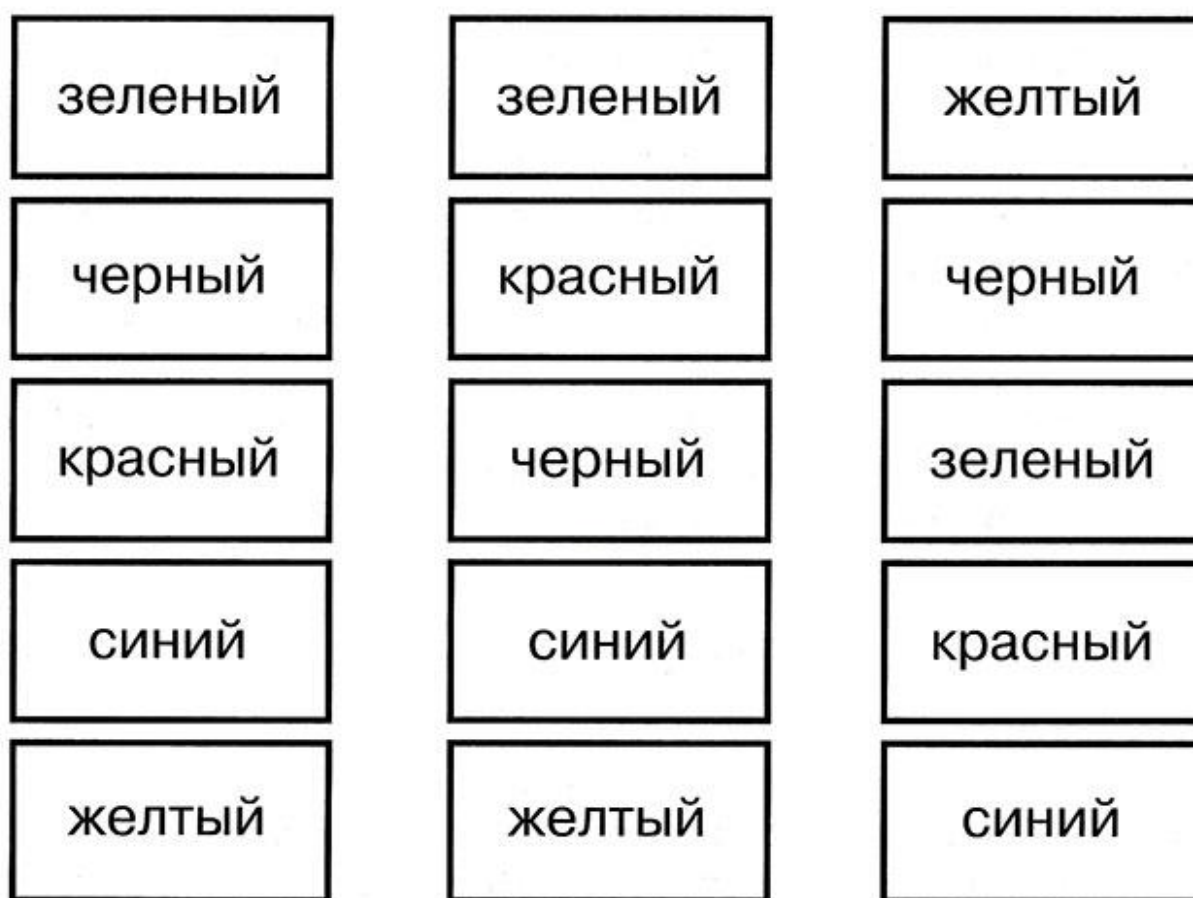 зеленый зеленый желтый
черный красный черный
красный черный зеленый
синий синий красный
желтый желтый синий